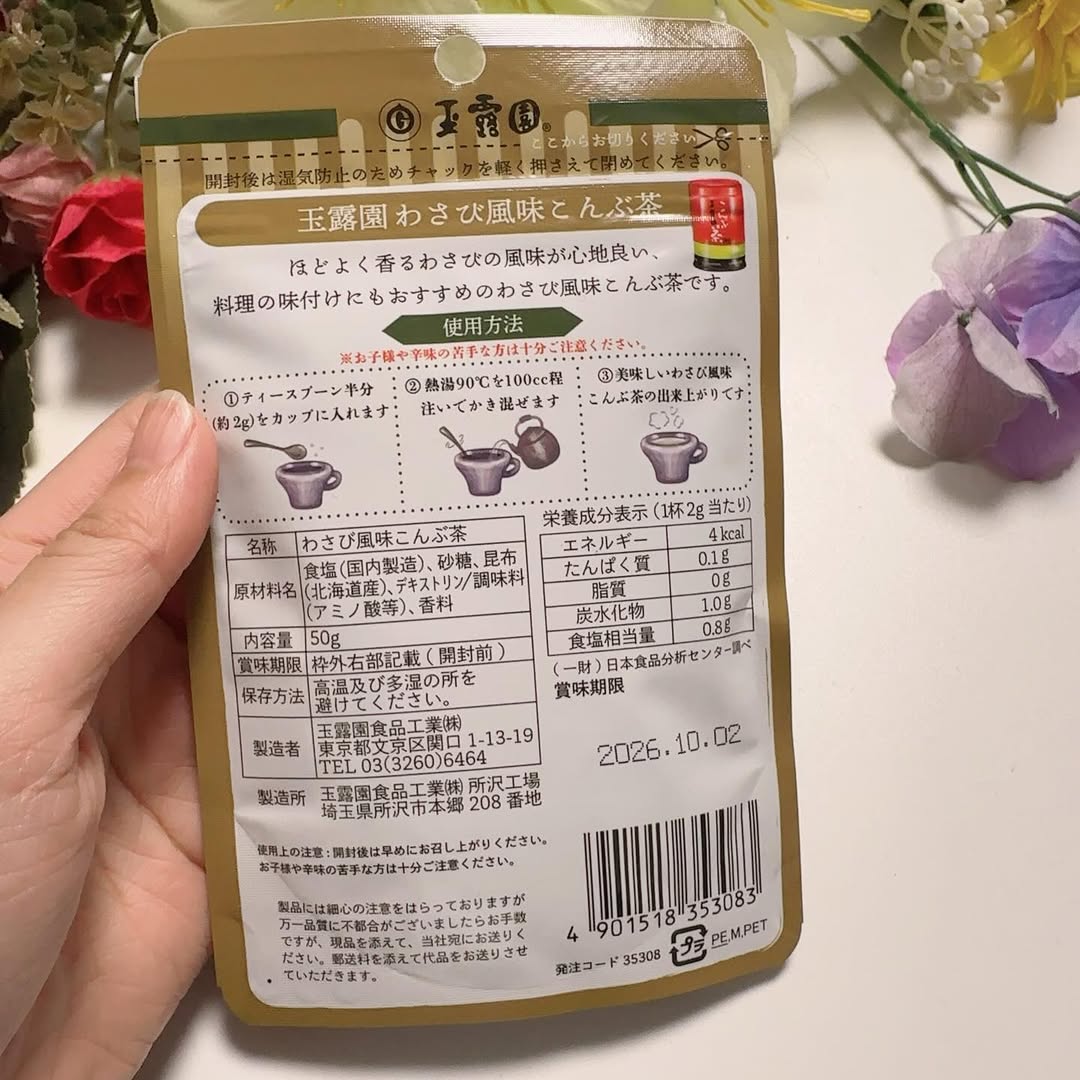 玉露園®
ここからお切りください
開封後は湿気防止のためチャックを軽く押さえて閉めてください。
玉露園 わさび風味こんぶ茶
こんぶ茶
ほどよく香るわさびの風味が心地良い、
料理の味付けにもおすすめのわさび風味こんぶ茶です。
使用方法
※お子様や辛味の苦手な方は十分ご注意ください。
①ティースプーン半分
(約2g)をカップに入れます
②熱湯90℃を100cc程
注いでかき混ぜます
③美味しいわさび風味
こんぶ茶の出来上がりです
名称 わさび風味こんぶ茶
原材料名 食塩(国内製造)、砂糖、昆布
(北海道産)、デキストリン/調味料
(アミノ酸等)、香料
内容量 50g
賞味期限 枠外右部記載(開封前)
保存方法 高温及び多湿の所を
避けてください。
製造者 玉露園食品工業㈱
東京都文京区関口1-13-19
TEL 03(3260)6464
製造所 玉露園食品工業㈱ 所沢工場
埼玉県所沢市本郷208番地
栄養成分表示(1杯2g当たり)
エネルギー 4kcal
たんぱく質 0.1g
脂質 0g
炭水化物 1.0g
食塩相当量 0.8g
(一財)日本食品分析センター調べ
賞味期限
2026.10.02
使用上の注意:開封後は早めにお召し上がりください。
お子様や辛味の苦手な方は十分ご注意ください。
製品には細心の注意をはらっておりますが
万一品質に不都合がございましたらお手数
ですが、現品を添えて、当社宛にお送りく
ださい。郵送料を添えて代品をお送りさせ
ていただきます。
4 901518 353083
発注コード 35308
プラ
PE,M,PET